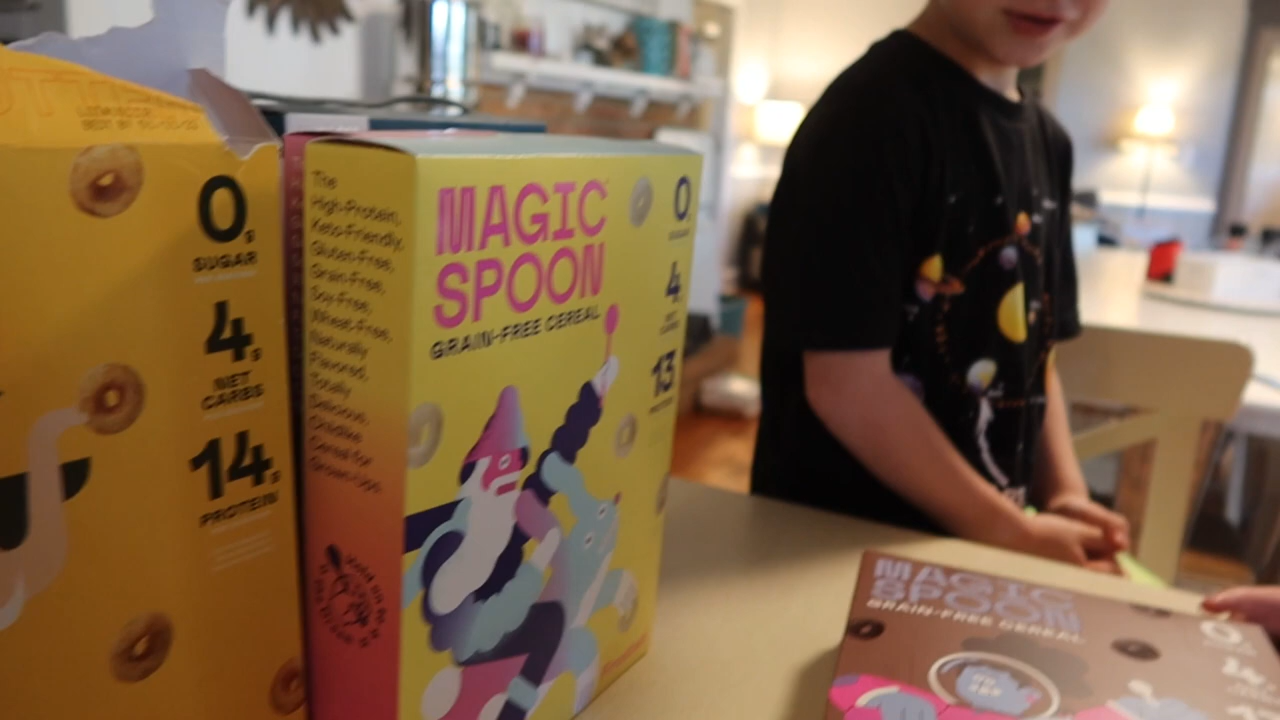 0g
SUGAR
4g
NET
CARBS
14g
PROTEIN
The
High-Protein,
Keto-Friendly,
Gluten-Free,
Grain-Free,
Soy-Free,
Wheat-Free,
Naturally
Flavored,
Totally
Delicious,
Childlike
Cereal for
Grown-Ups.
MAGIC
SPOON
GRAIN-FREE CEREAL
0
4
13
MAGIC
SPOON
GRAIN-FREE CEREAL
0